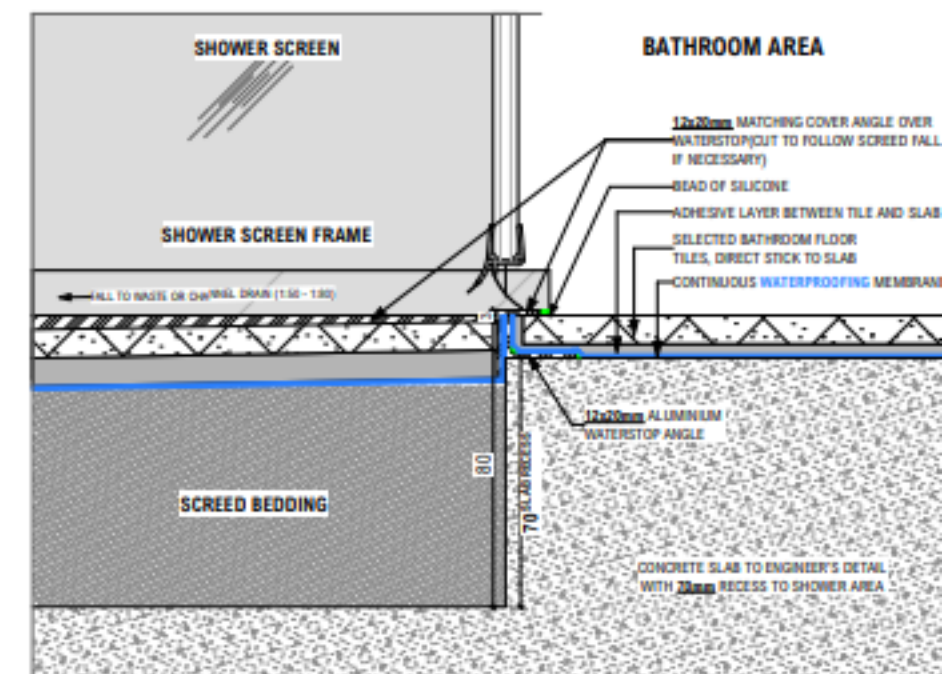 SHOWER SCREEN
BATHROOM AREA
12x20mm MATCHING COVER ANGLE OVER
WATERSTOP(CUT TO FOLLOW SCREED FALL
IF NECESSARY)
BEAD OF SILICONE
ADHESIVE LAYER BETWEEN TILE AND SLAB
SELECTED BATHROOM FLOOR
TILES, DIRECT STICK TO SLAB
CONTINUOUS WATERPROOFING MEMBRANE
SHOWER SCREEN FRAME
FALL TO WASTE OR CHANNEL DRAIN (1:50 - 1:80)
12x20mm ALUMINIUM
WATERSTOP ANGLE
80
70 SLAB RECESS
SCREED BEDDING
CONCRETE SLAB TO ENGINEER'S DETAIL
WITH 70mm RECESS TO SHOWER AREA